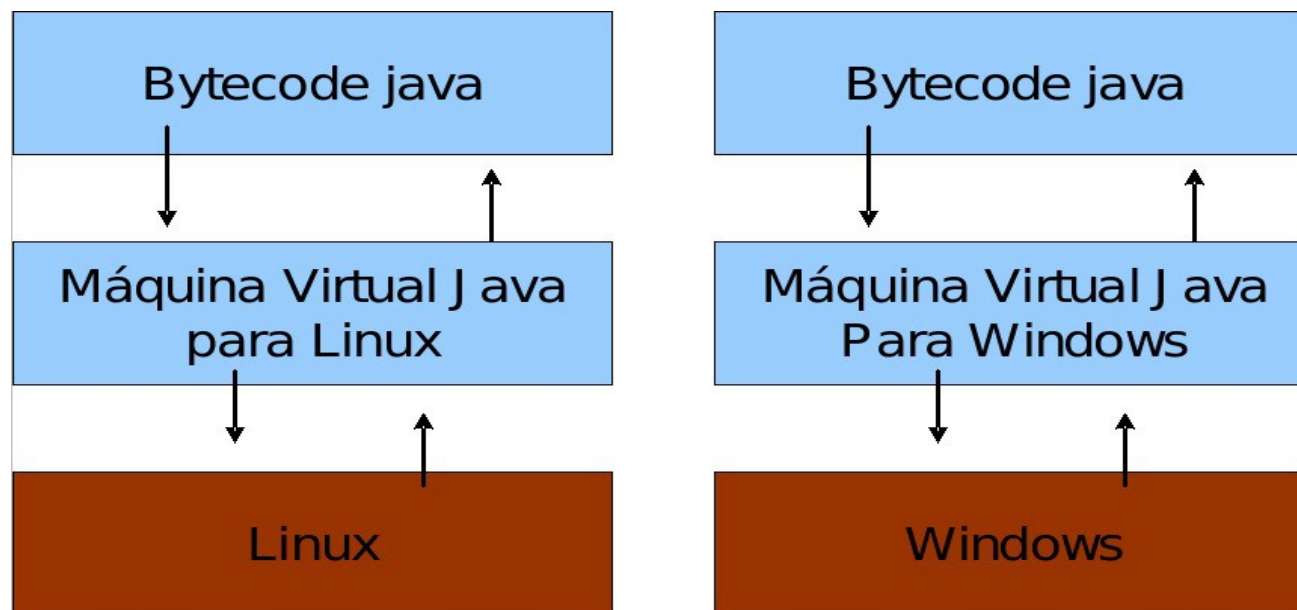 Bytecode java
Bytecode java
Máquina Virtual Java
para Linux
Máquina Virtual Java
Para Windows
Linux
Windows